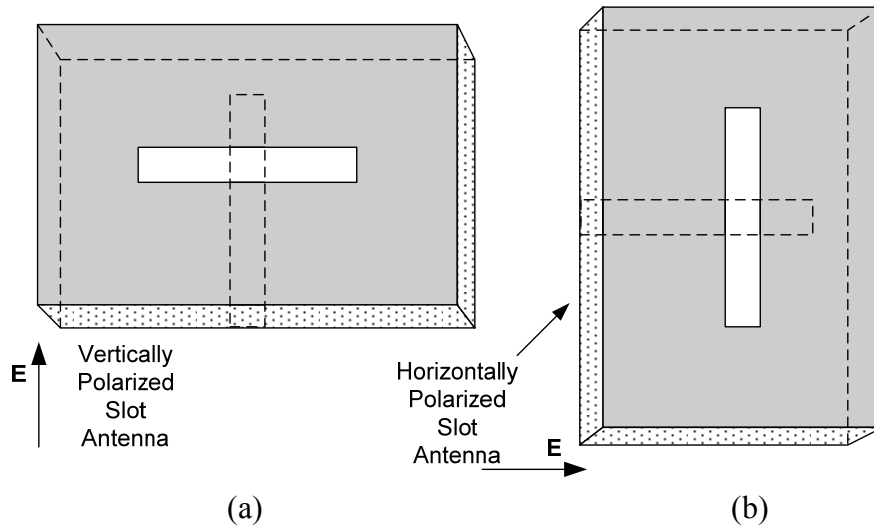 E
Vertically
Polarized
Slot
Antenna
Horizontally
Polarized
Slot
Antenna
E
(a)
(b)